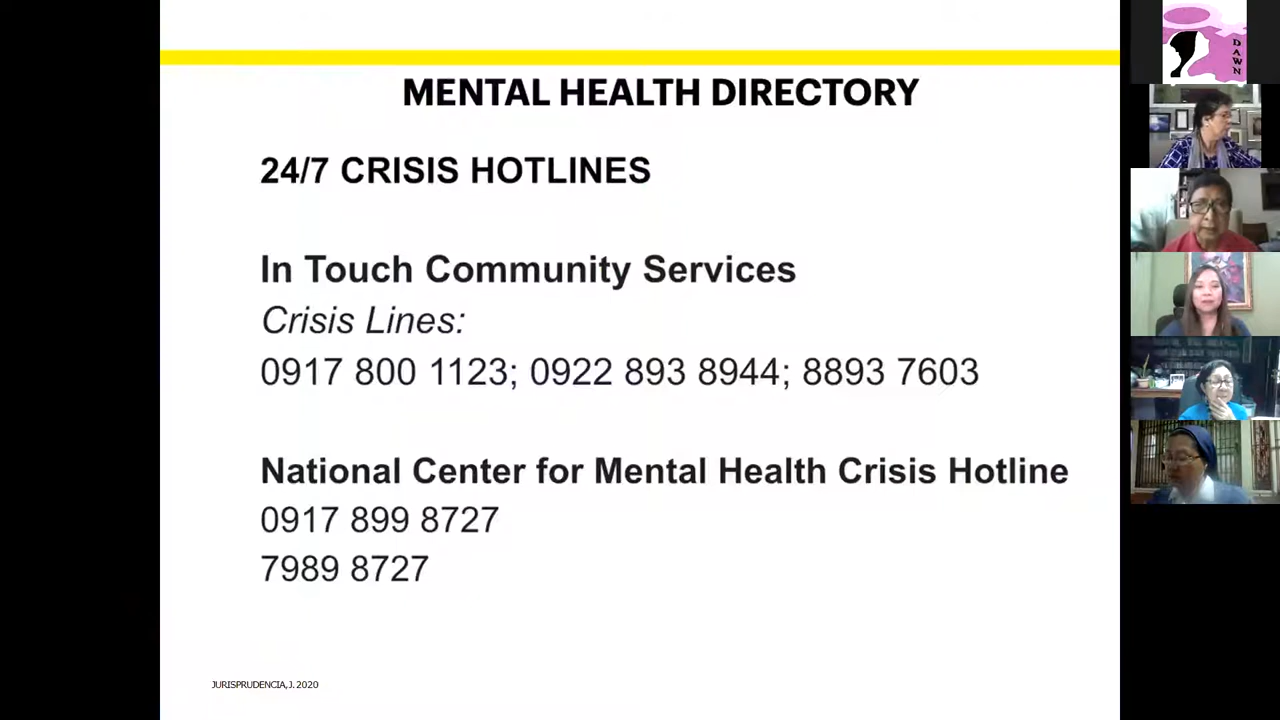 MENTAL HEALTH DIRECTORY
24/7 CRISIS HOTLINES
In Touch Community Services
Crisis Lines:
0917 800 1123; 0922 893 8944; 8893 7603
National Center for Mental Health Crisis Hotline
0917 899 8727
7989 8727
JURISPRUDENCIA, J. 2020
DAWN